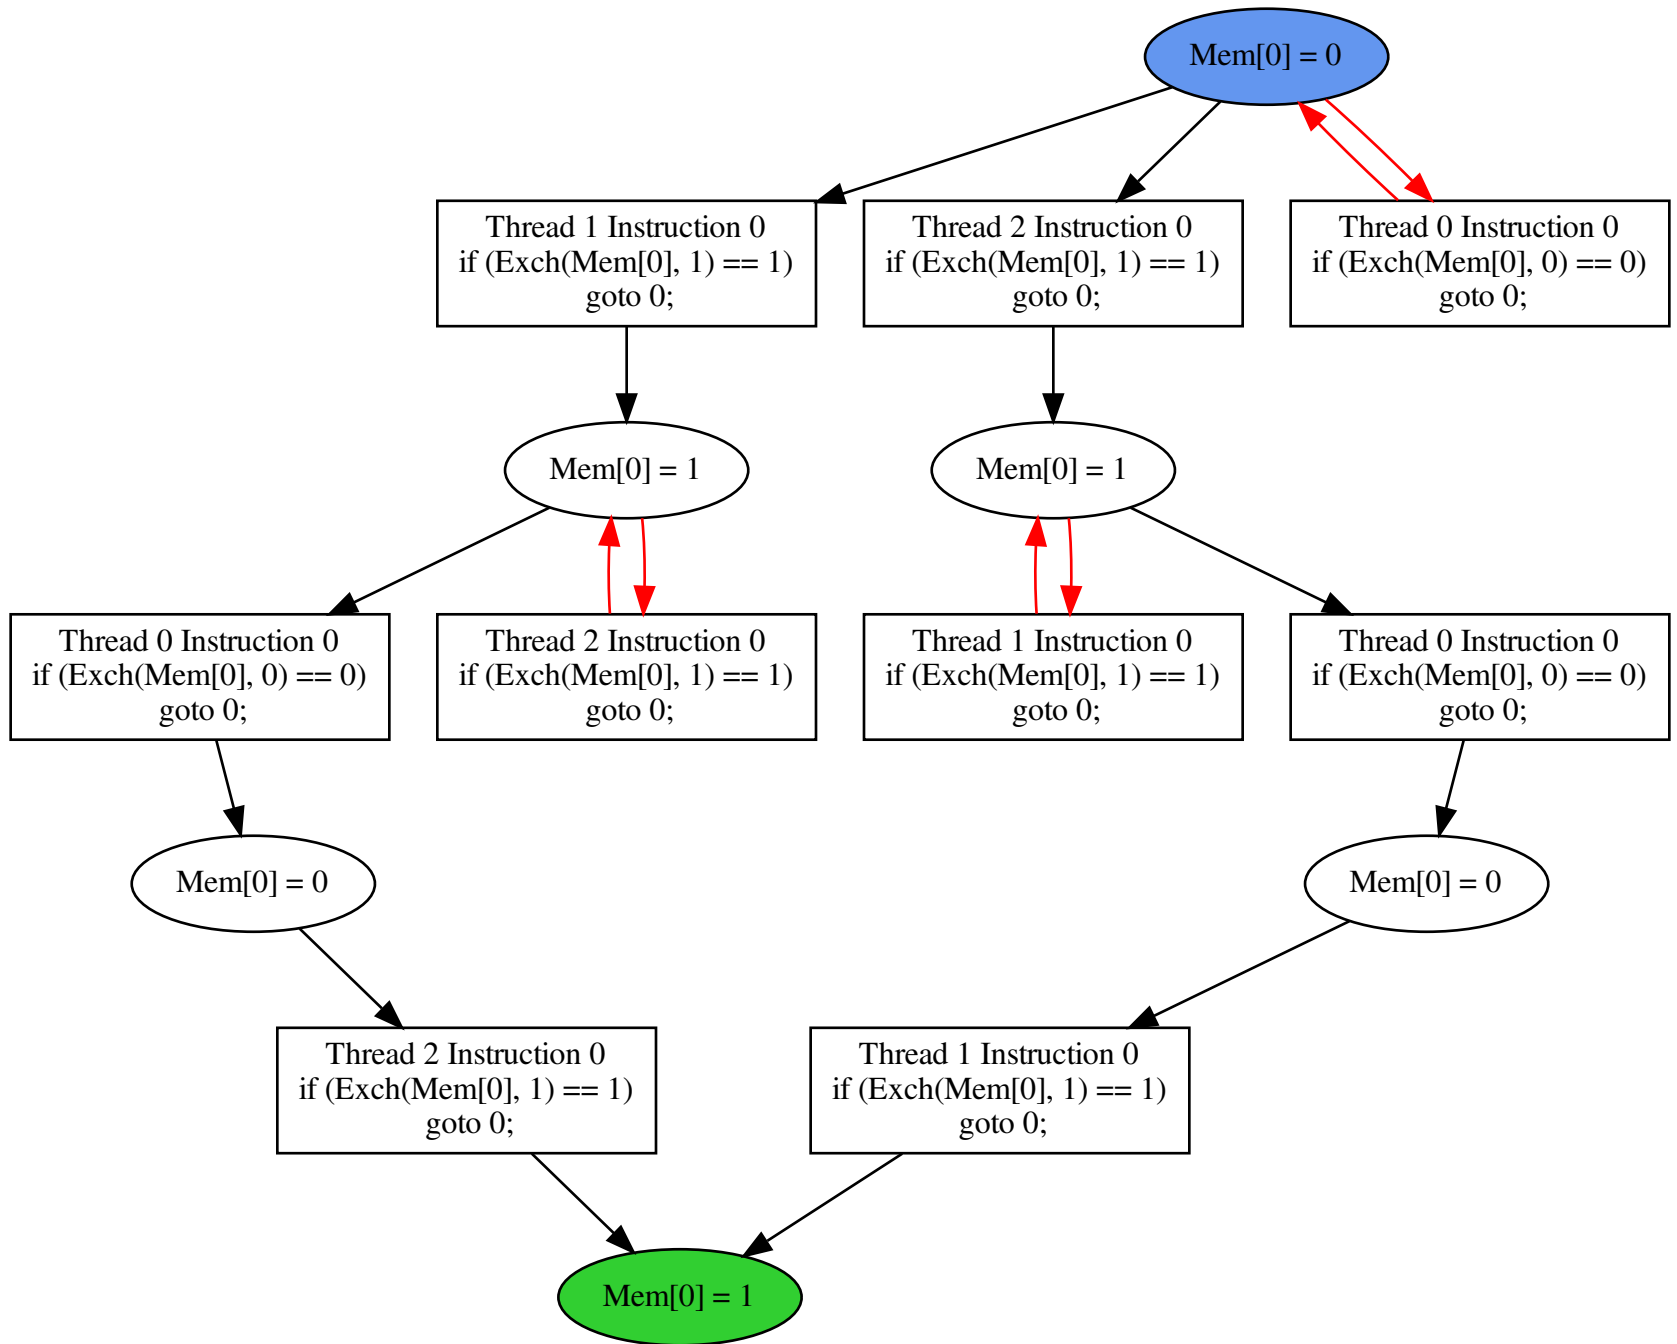 Mem[0] = 0
Thread 1 Instruction 0
if (Exch(Mem[0], 1) == 1)
goto 0;
Thread 2 Instruction 0
if (Exch(Mem[0], 1) == 1)
goto 0;
Thread 0 Instruction 0
if (Exch(Mem[0], 0) == 0)
goto 0;
Mem[0] = 1
Mem[0] = 1
Thread 0 Instruction 0
if (Exch(Mem[0], 0) == 0)
goto 0;
Thread 2 Instruction 0
if (Exch(Mem[0], 1) == 1)
goto 0;
Thread 1 Instruction 0
if (Exch(Mem[0], 1) == 1)
goto 0;
Thread 0 Instruction 0
if (Exch(Mem[0], 0) == 0)
goto 0;
Mem[0] = 0
Mem[0] = 0
Thread 2 Instruction 0
if (Exch(Mem[0], 1) == 1)
goto 0;
Thread 1 Instruction 0
if (Exch(Mem[0], 1) == 1)
goto 0;
Mem[0] = 1